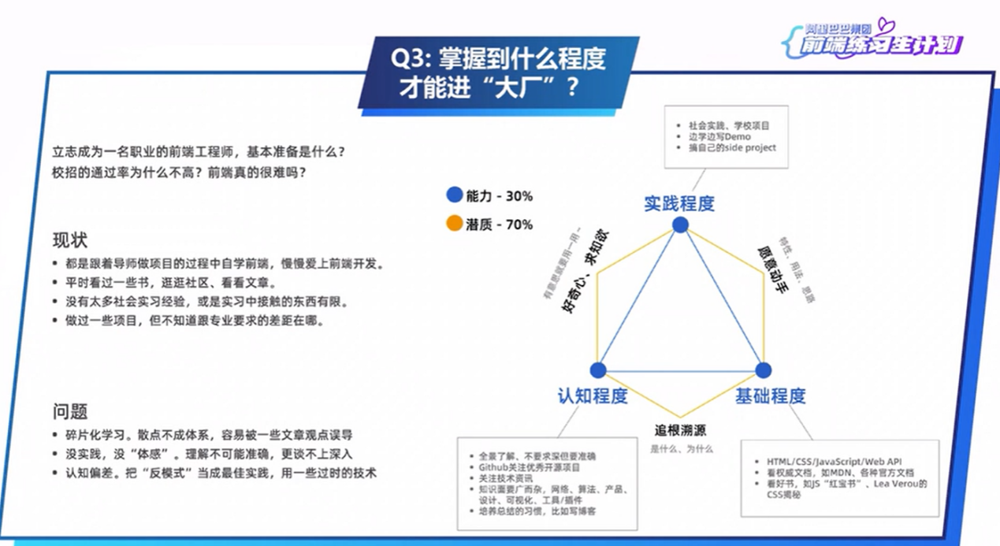 阿里巴巴集团
前端练习生计划
Q3: 掌握到什么程度
才能进“大厂”?
立志成为一名职业的前端工程师，基本准备是什么?
校招的通过率为什么不高? 前端真的很难吗?
现状
• 都是跟着导师做项目的过程中自学前端，慢慢爱上前端开发。
• 平时看过一些书，逛逛社区、看看文章。
• 没有太多社会实习经验，或是实习中接触的东西有限。
• 做过一些项目，但不知道跟专业要求的差距在哪。
问题
• 碎片化学习。散点不成体系，容易被一些文章观点误导
• 没实践，没“体感”。理解不可能准确，更谈不上深入
• 认知偏差。把“反模式”当成最佳实践，用一些过时的技术
能力 - 30%
潜质 - 70%
• 社会实践、学校项目
• 边学边写Demo
• 搞自己的side project
实践程度
有意思就要用一用~
好奇心、求知欲
愿意动手
特性、用法、思路
认知程度
基础程度
追根溯源
是什么、为什么
• 全景了解、不要求深但要准确
• Github关注优秀开源项目
• 关注技术资讯
• 知识面要广而杂，网络、算法、产品、
设计、可视化、工具/插件
• 培养总结的习惯，比如写博客
• HTML/CSS/JavaScript/Web API
• 看权威文档，如MDN、各种官方文档
• 看好书，如JS“红宝书”、Lea Verou的
CSS揭秘